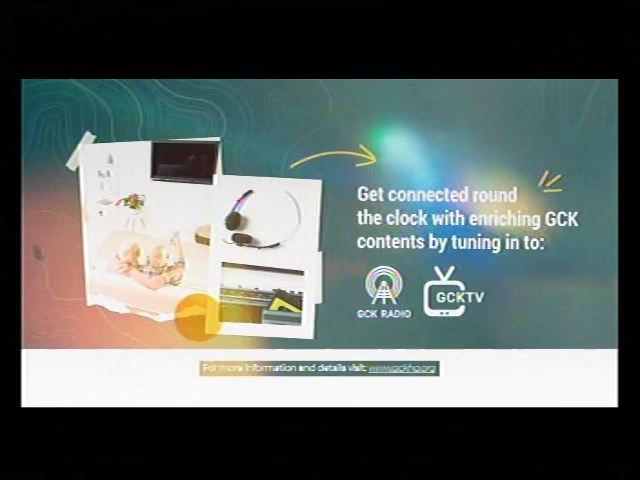 Get connected round
the clock with enriching GCK
contents by tuning in to:
GCK RADIO
GCKTV
For more information and details visit: www.gckhq.org